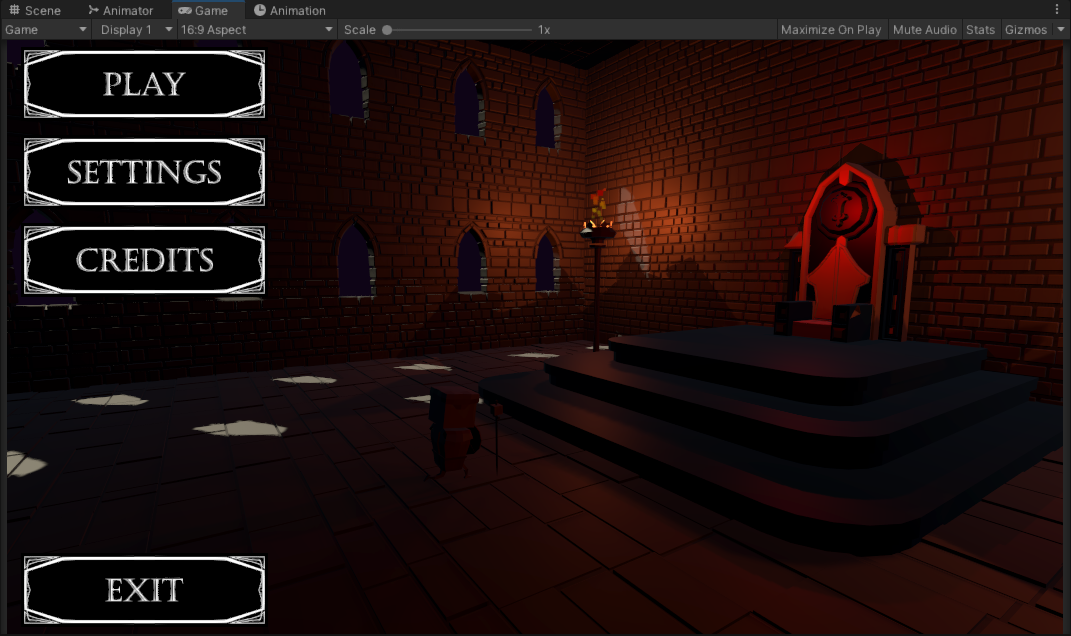 Scene Animator Game Animation
Game Display 1 16:9 Aspect Scale 1x Maximize On Play Mute Audio Stats Gizmos
PLAY
SETTINGS
CREDITS
EXIT